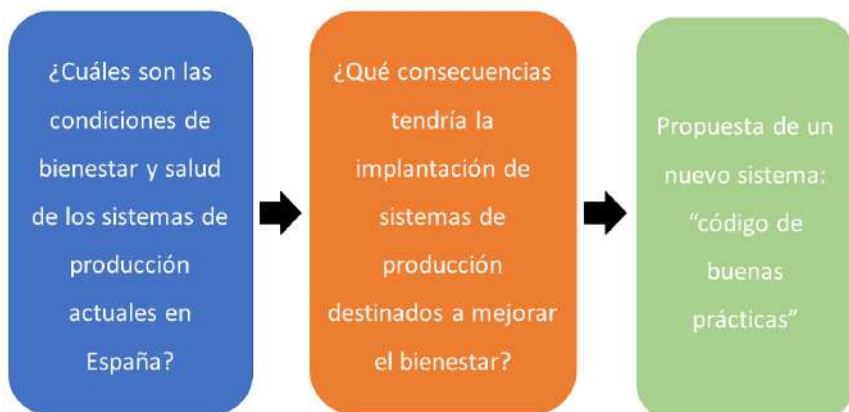 ¿Cuáles son las
condiciones de
bienestar y salud
de los sistemas de
producción
actuales en
España?
¿Qué consecuencias
tendría la
implantación de
sistemas de
producción
destinados a mejorar
el bienestar?
Propuesta de un
nuevo sistema:
“código de
buenas
prácticas”